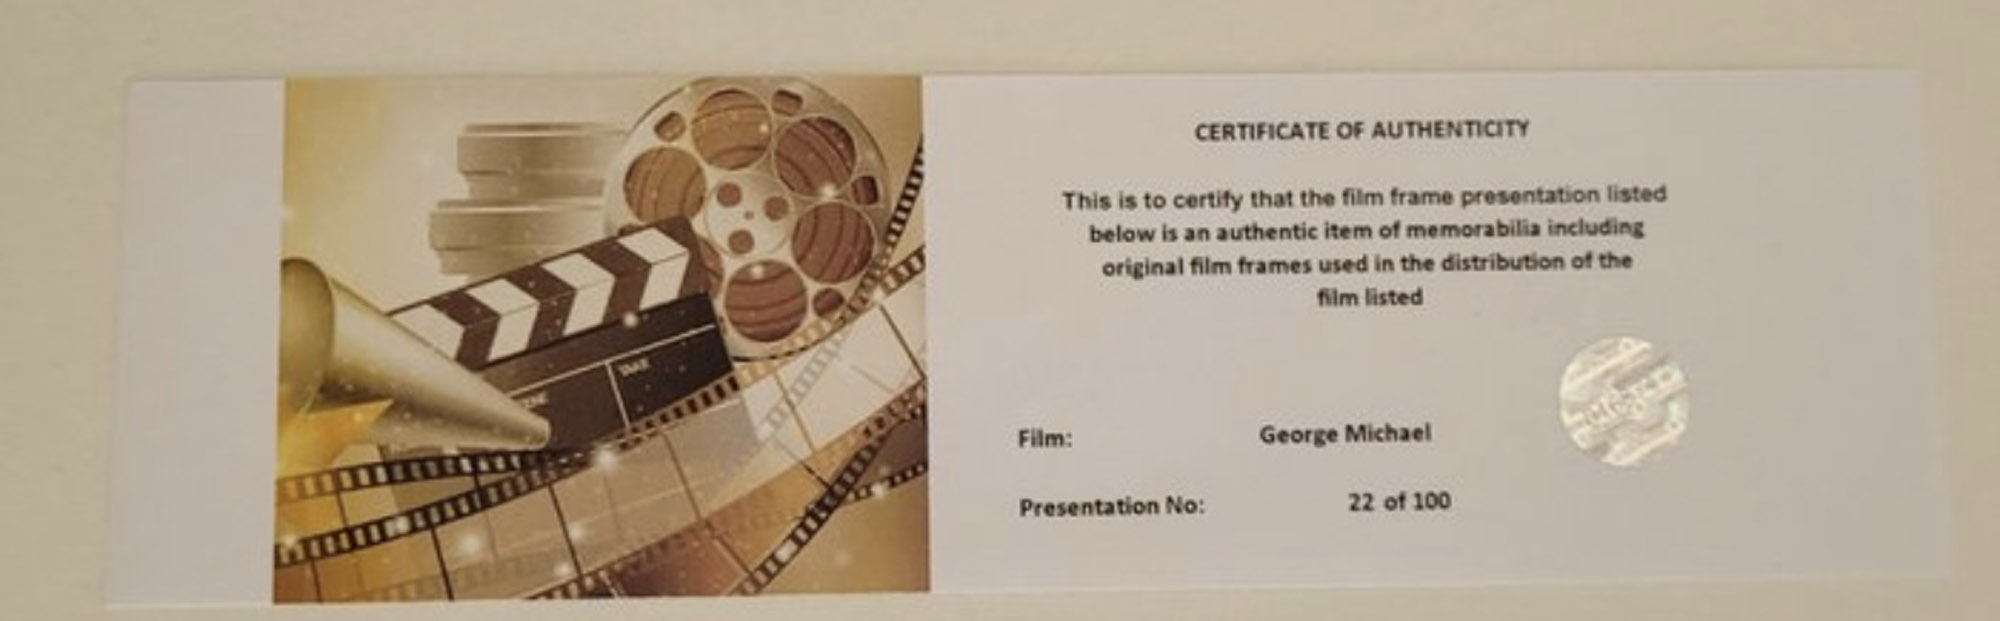 CERTIFICATE OF AUTHENTICITY
This is to certify that the film frame presentation listed
below is an authentic item of memorabilia including
original film frames used in the distribution of the
film listed
Film: George Michael
Presentation No: 22 of 100
TAKE